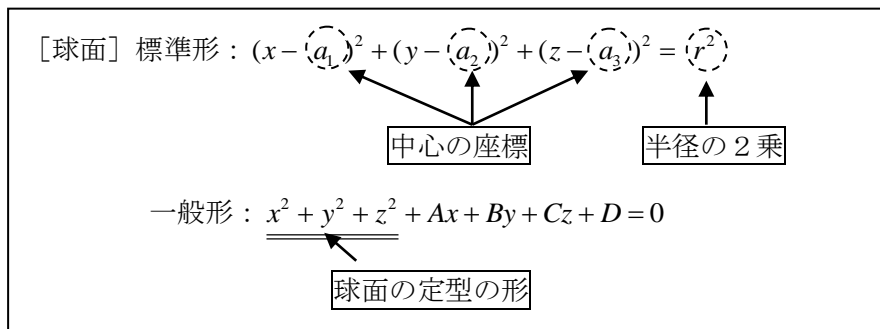 ［球面］標準形：(x − a₁)² + (y − a₂)² + (z − a₃)² = r²
中心の座標 半径の２乗
一般形：x² + y² + z² + Ax + By + Cz + D = 0
球面の定型の形